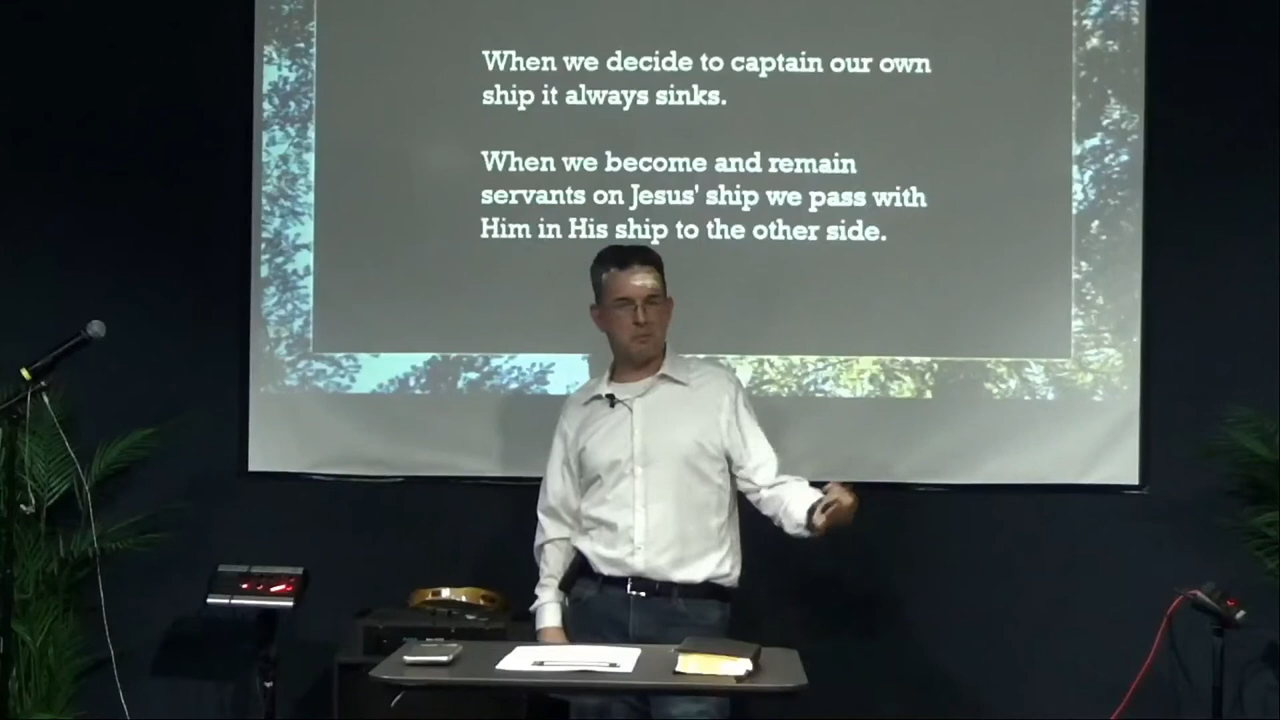 When we decide to captain our own
ship it always sinks.
When we become and remain
servants on Jesus' ship we pass with
Him in His ship to the other side.